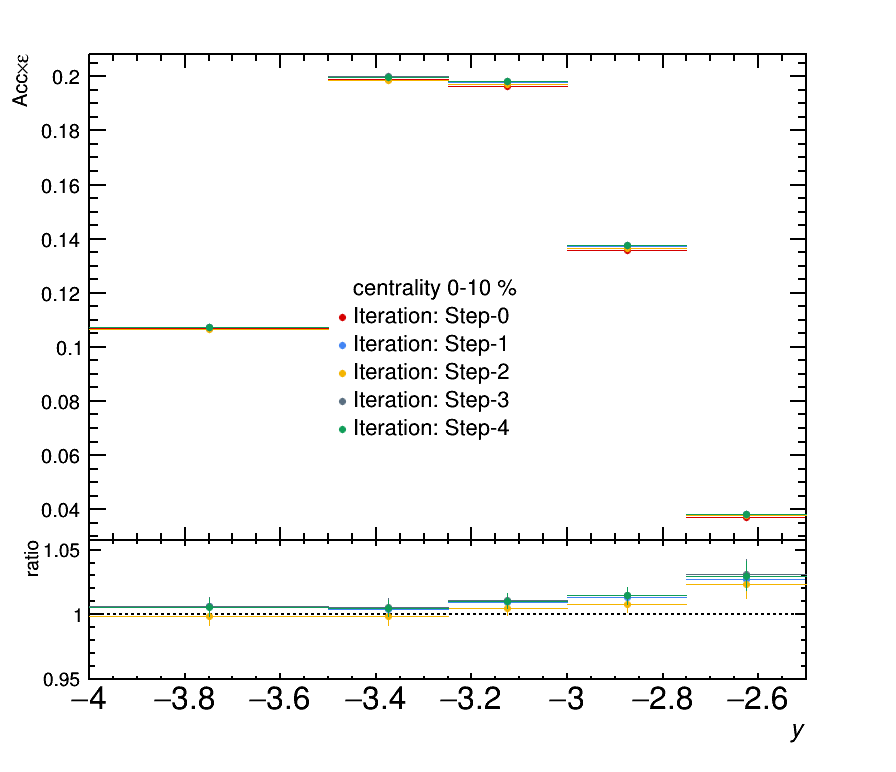 Acc×ε
0.2
0.18
0.16
0.14
0.12
0.1
0.08
0.06
0.04
centrality 0-10 %
Iteration: Step-0
Iteration: Step-1
Iteration: Step-2
Iteration: Step-3
Iteration: Step-4
ratio
1.05
1
0.95
−4 −3.8 −3.6 −3.4 −3.2 −3 −2.8 −2.6
y